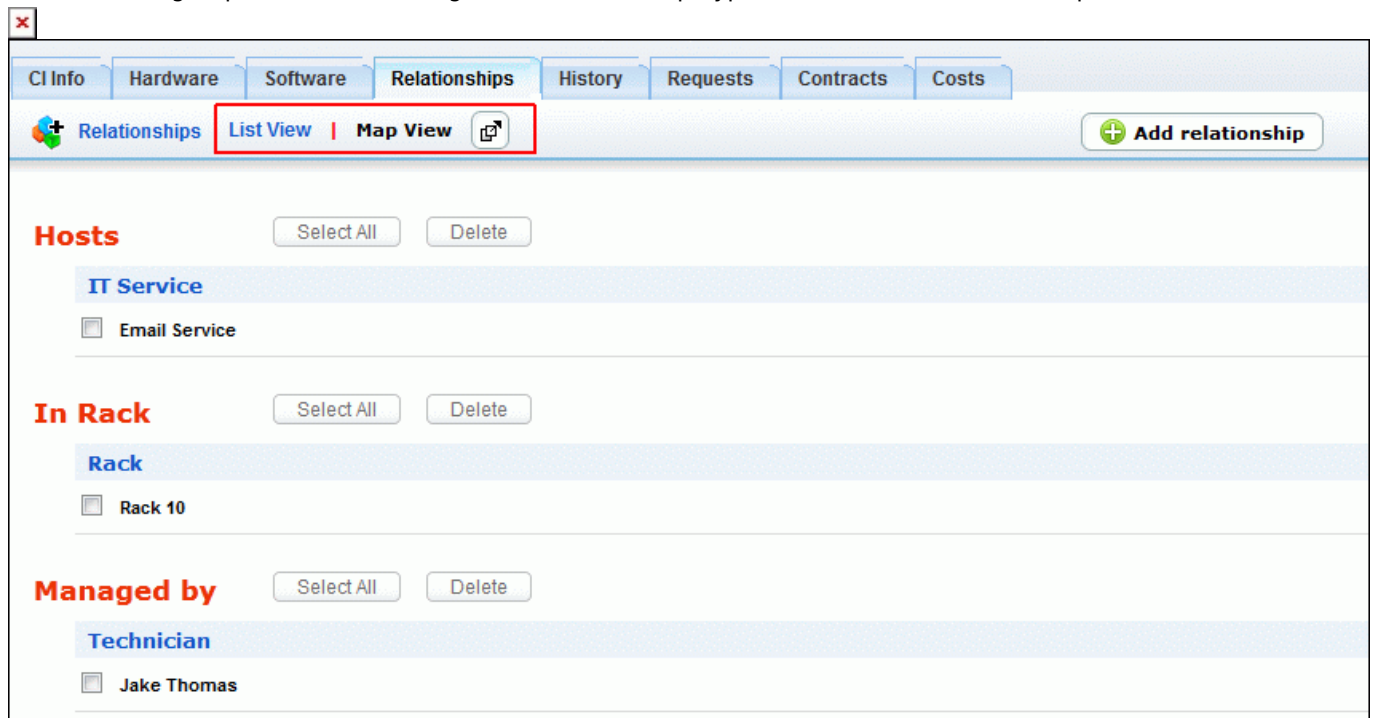 CI Info Hardware Software Relationships History Requests Contracts Costs
Relationships List View | Map View Add relationship
Hosts Select All Delete
IT Service
Email Service
In Rack Select All Delete
Rack
Rack 10
Managed by Select All Delete
Technician
Jake Thomas